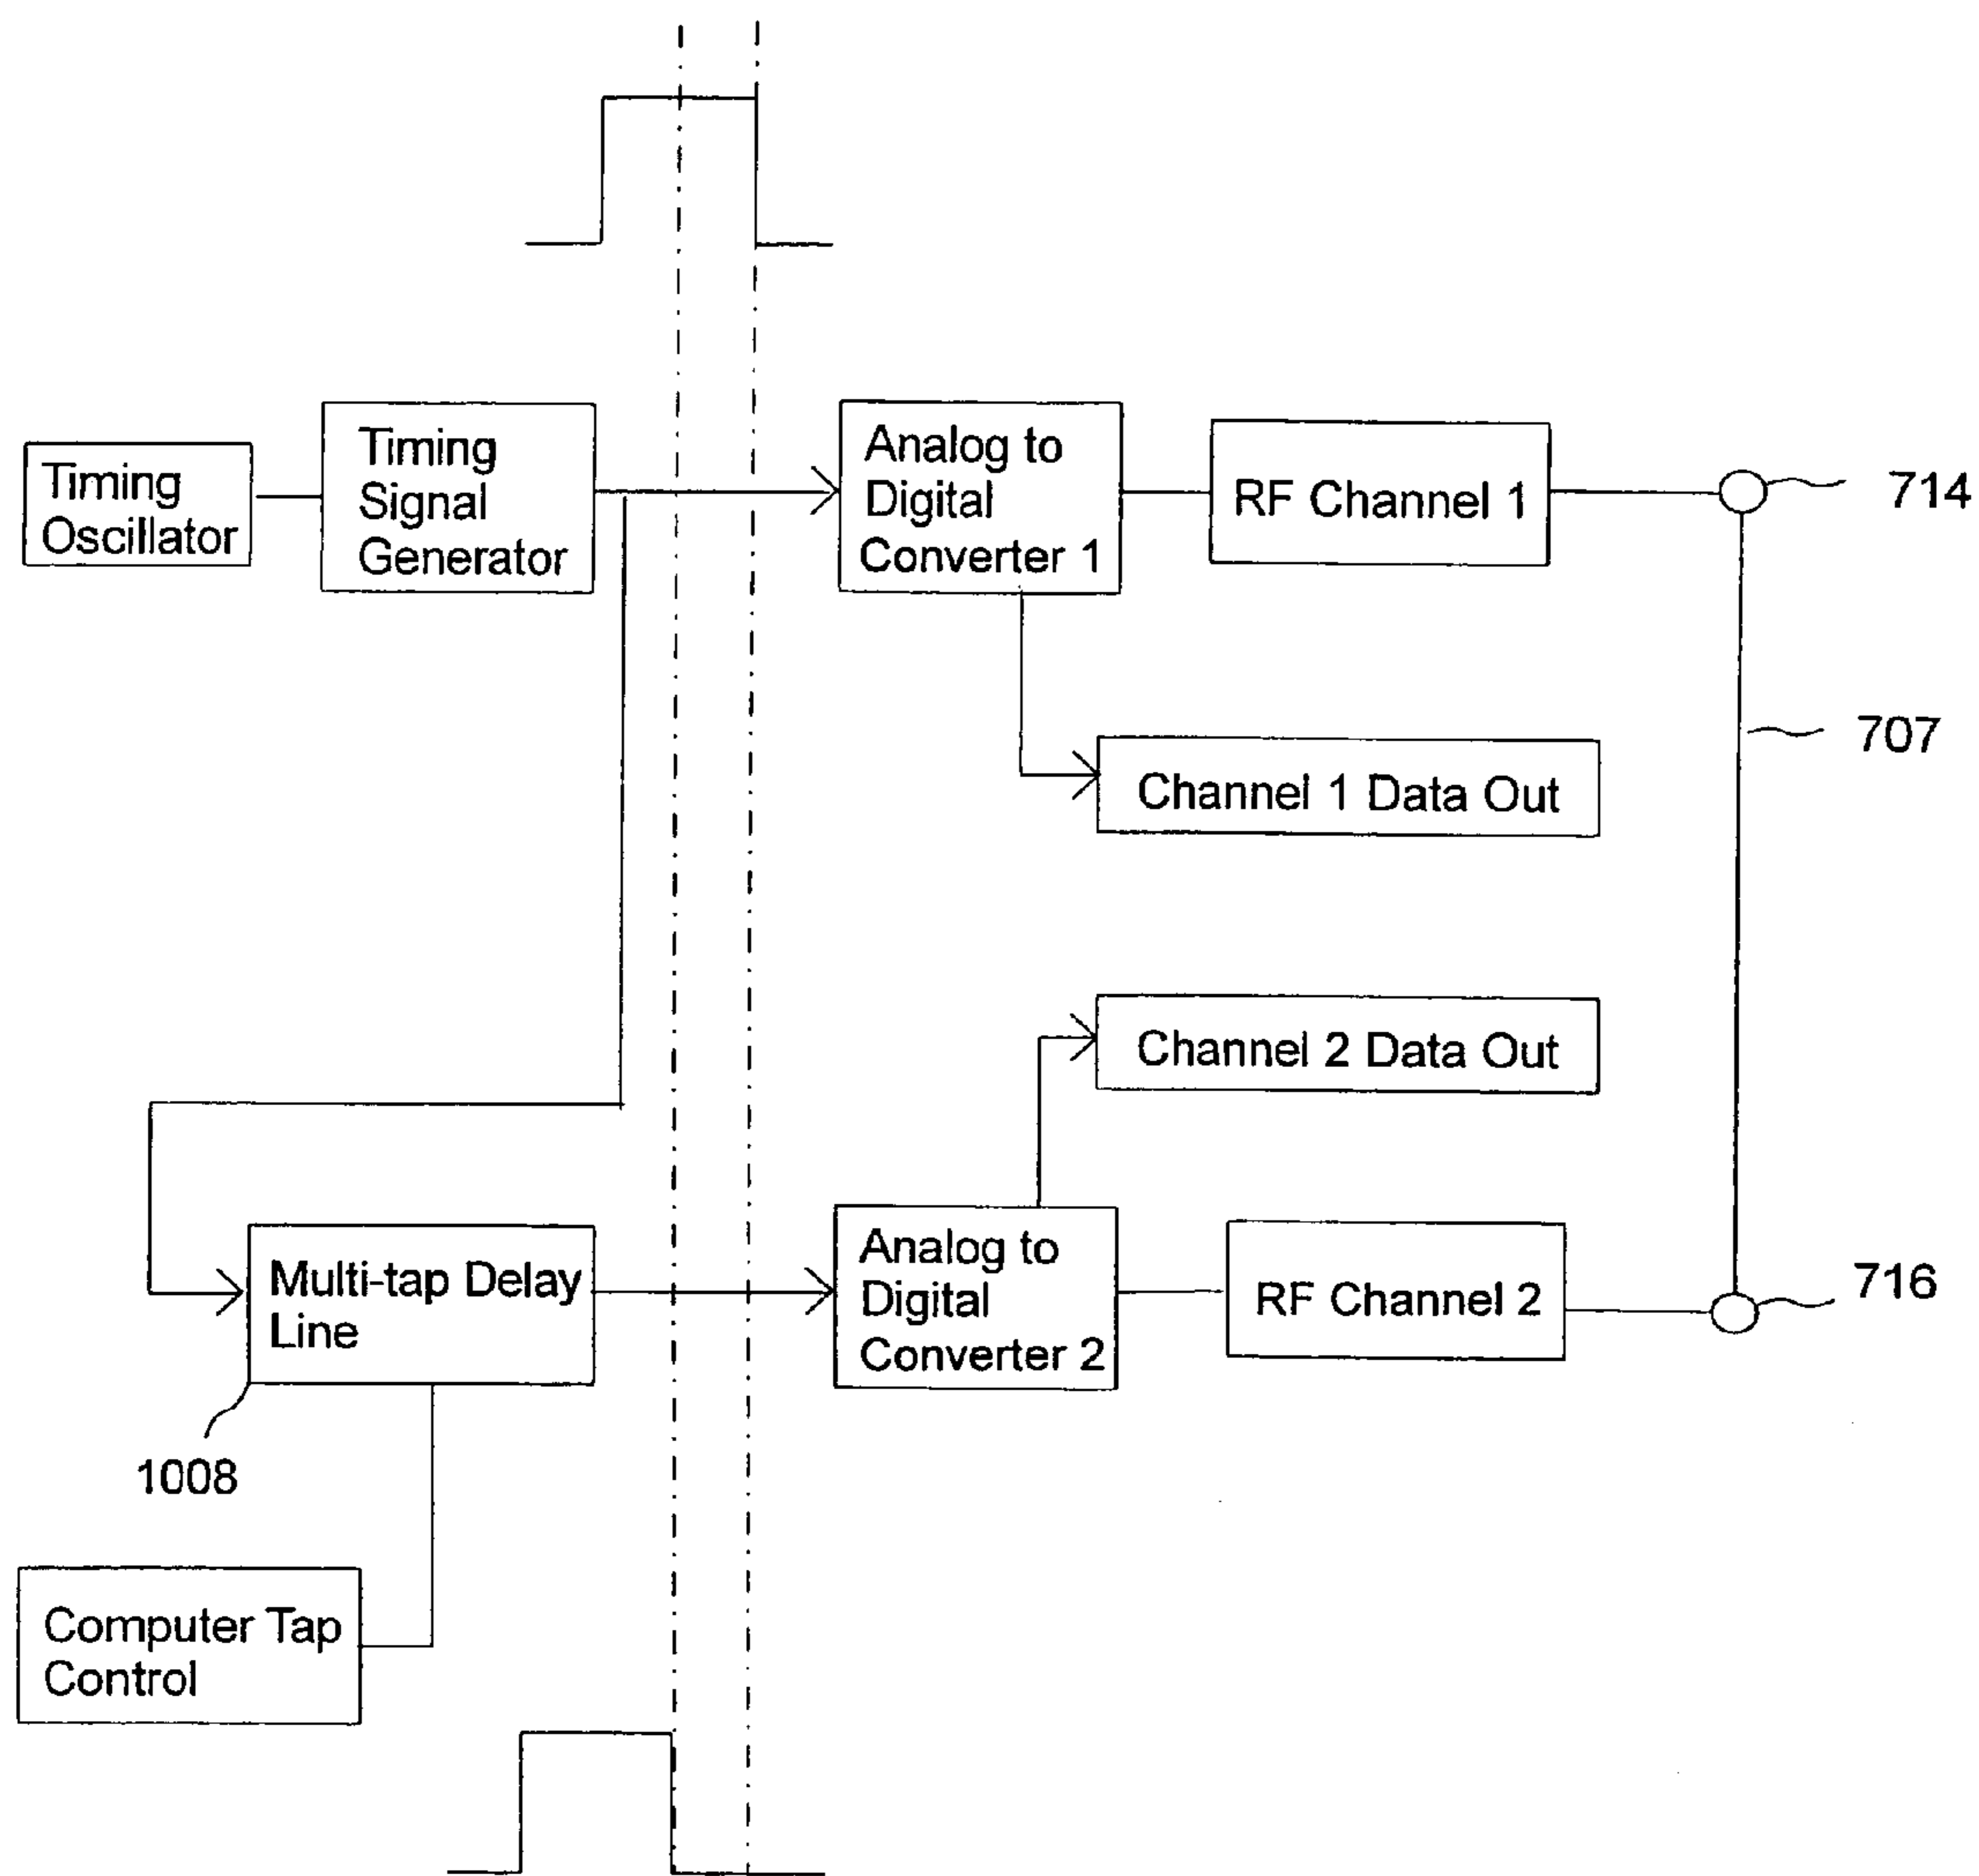 Timing
Oscillator
Timing
Signal
Generator
Analog to
Digital
Converter 1
RF Channel 1
714
707
Channel 1 Data Out
Channel 2 Data Out
Multi-tap Delay
Line
1008
Analog to
Digital
Converter 2
RF Channel 2
716
Computer Tap
Control